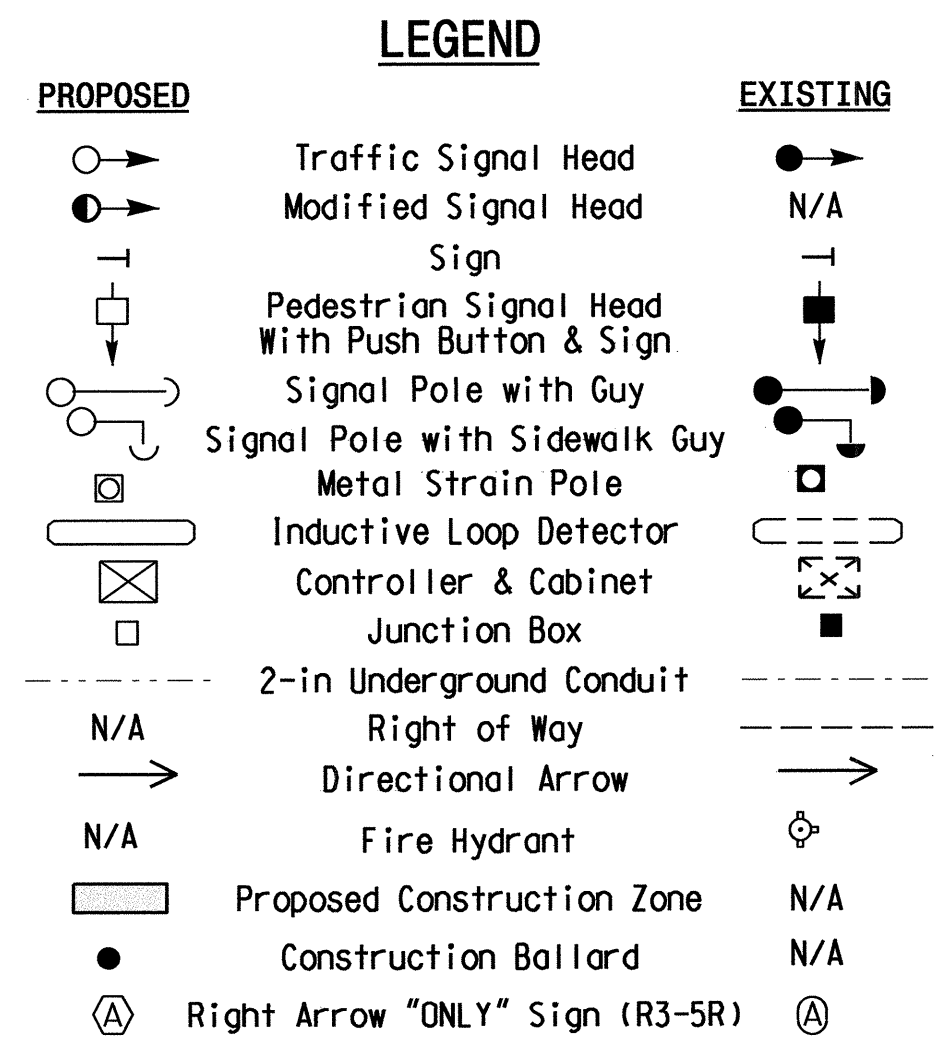 LEGEND
PROPOSED EXISTING
Traffic Signal Head
Modified Signal Head N/A
Sign
Pedestrian Signal Head
With Push Button & Sign
Signal Pole with Guy
Signal Pole with Sidewalk Guy
Metal Strain Pole
Inductive Loop Detector
Controller & Cabinet
Junction Box
2-in Underground Conduit
N/A Right of Way
Directional Arrow
N/A Fire Hydrant
Proposed Construction Zone N/A
Construction Ballard N/A
A Right Arrow "ONLY" Sign (R3-5R) A